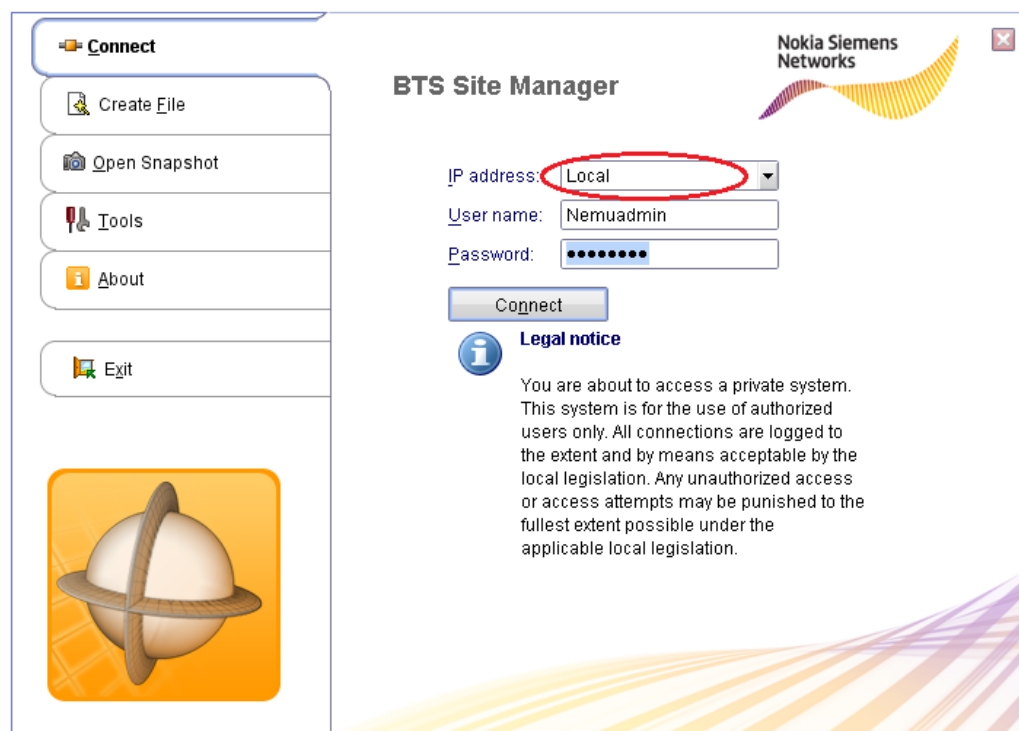 Connect
Create File
Open Snapshot
Tools
About
Exit
BTS Site Manager
Nokia Siemens
Networks
IP address: Local
User name: Nemuadmin
Password: ••••••••
Connect
Legal notice
You are about to access a private system.
This system is for the use of authorized
users only. All connections are logged to
the extent and by means acceptable by the
local legislation. Any unauthorized access
or access attempts may be punished to the
fullest extent possible under the
applicable local legislation.